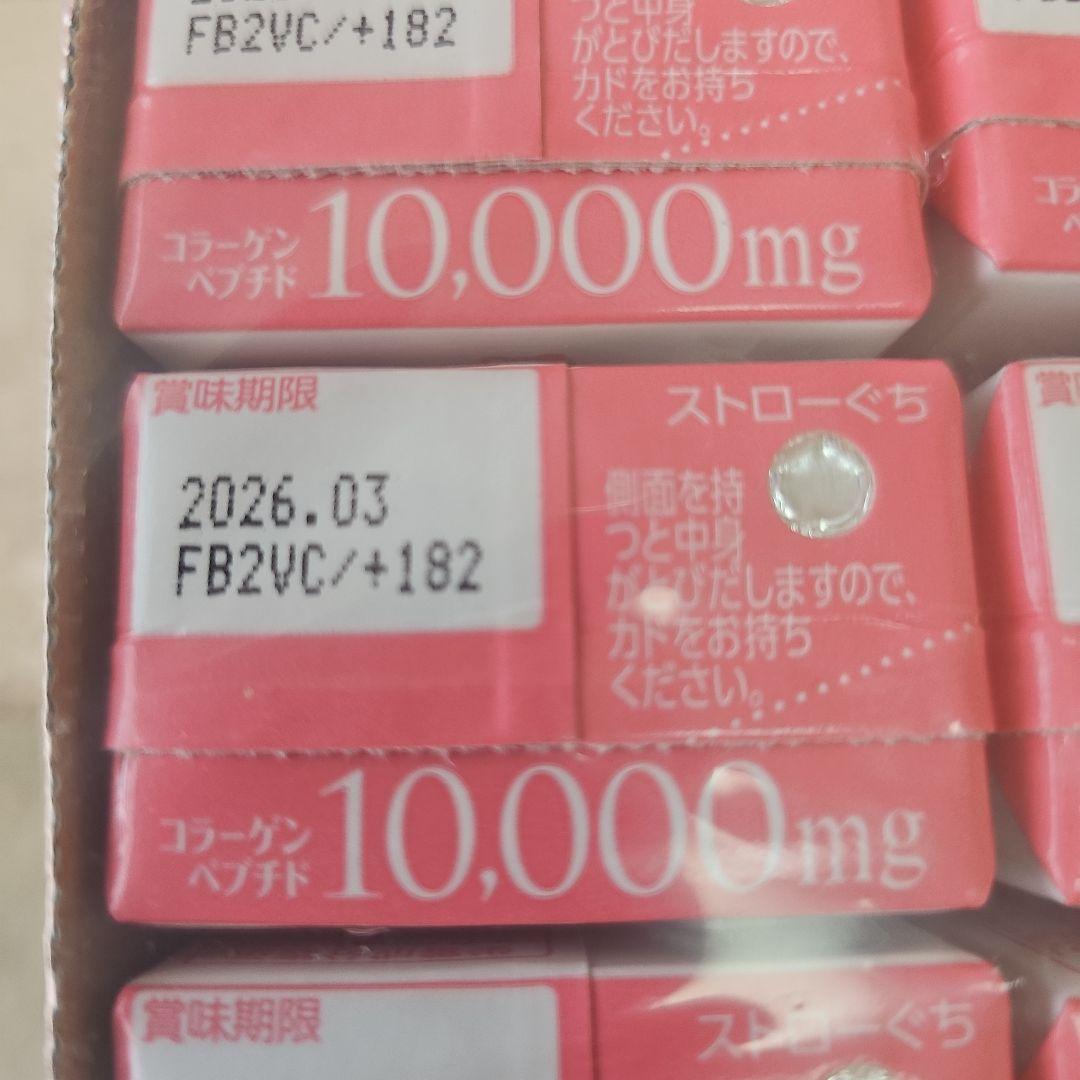 FB2VC/+182
つと中身
がとびだしますので、
カドをお持ち
ください。
コラーゲン
ペプチド
10,000mg
賞味期限
2026.03
FB2VC/+182
ストローぐち
側面を持
つと中身
がとびだしますので、
カドをお持ち
ください。
コラーゲン
ペプチド
10,000mg
賞味期限
ストローぐち